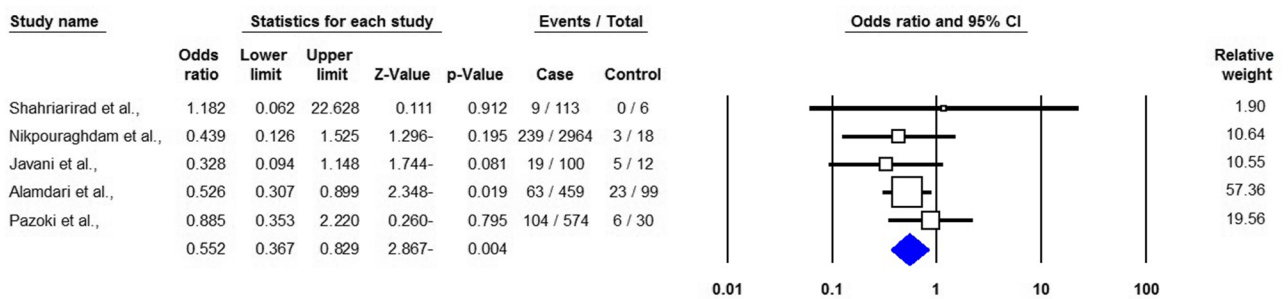 Study name Statistics for each study Events / Total Odds ratio and 95% CI
Odds ratio Lower limit Upper limit Z-Value p-Value Case Control Relative weight
Shahriarirad et al., 1.182 0.062 22.628 0.111 0.912 9 / 113 0 / 6 1.90
Nikpouraghdam et al., 0.439 0.126 1.525 1.296- 0.195 239 / 2964 3 / 18 10.64
Javani et al., 0.328 0.094 1.148 1.744- 0.081 19 / 100 5 / 12 10.55
Alamdari et al., 0.526 0.307 0.899 2.348- 0.019 63 / 459 23 / 99 57.36
Pazoki et al., 0.885 0.353 2.220 0.260- 0.795 104 / 574 6 / 30 19.56
0.552 0.367 0.829 2.867- 0.004
0.01 0.1 1 10 100